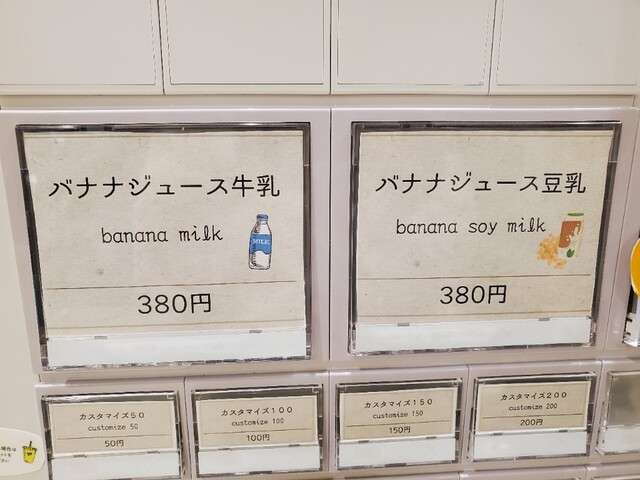 バナナジュース牛乳
banana milk
MILK
380円
バナナジュース豆乳
banana soy milk
380円
カスタマイズ50
customize 50
50円
カスタマイズ100
customize 100
100円
カスタマイズ150
customize 150
150円
カスタマイズ200
customize 200
200円